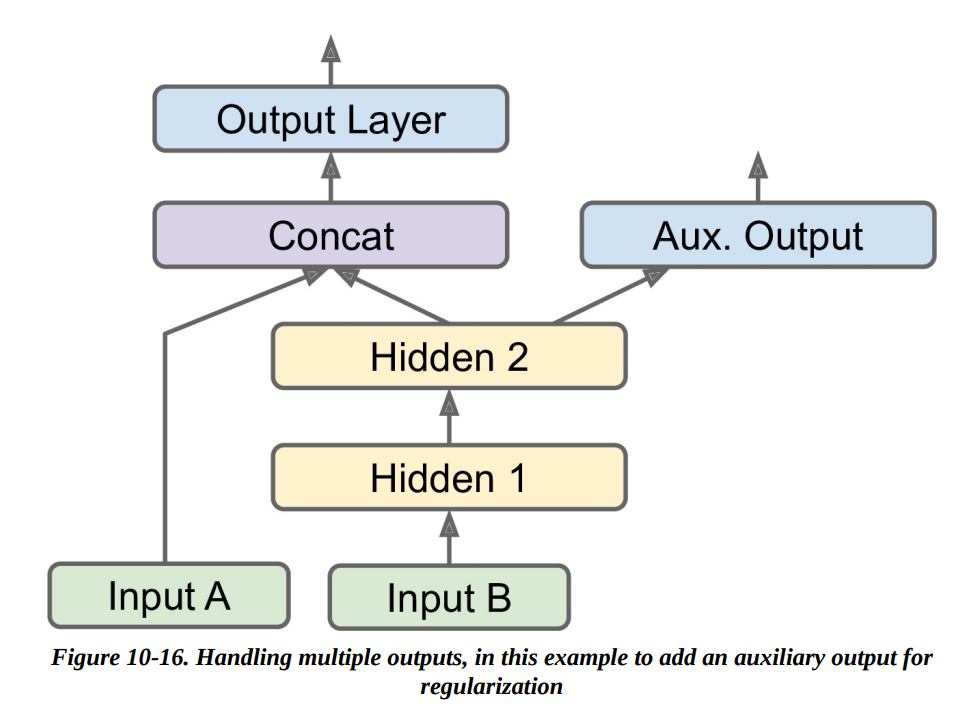 Output Layer
Concat
Aux. Output
Hidden 2
Hidden 1
Input A
Input B
Figure 10-16. Handling multiple outputs, in this example to add an auxiliary output for
regularization